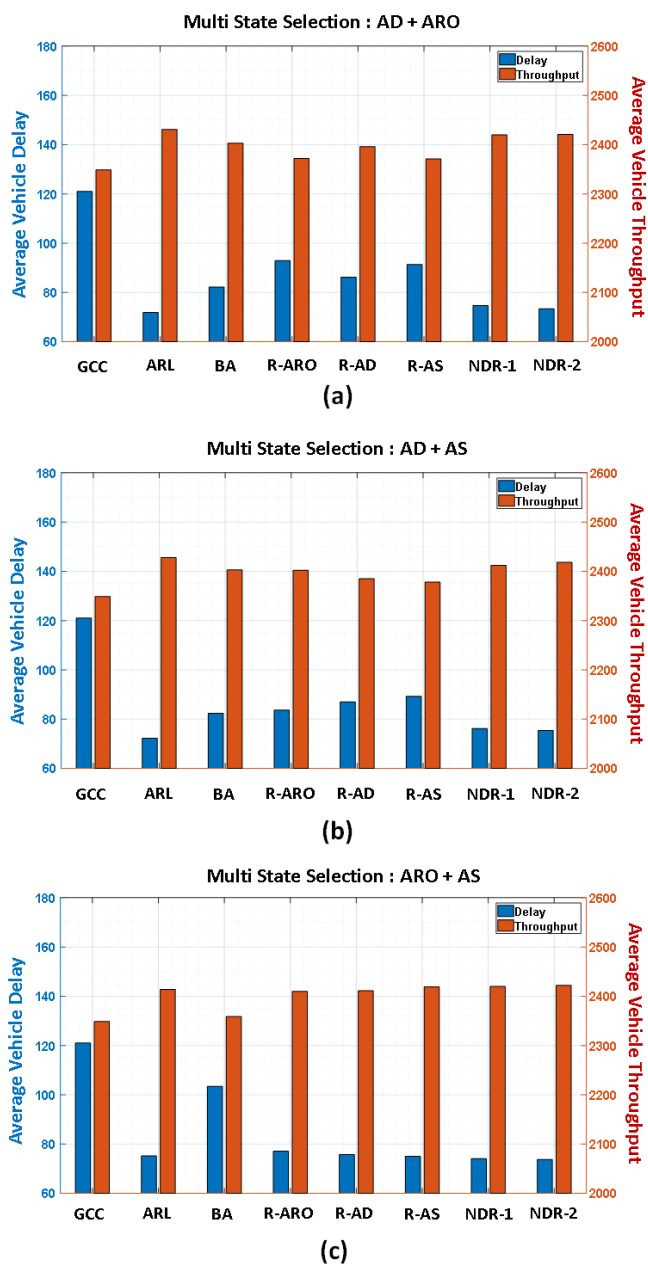 Multi State Selection : AD + ARO
180
160
140
120
100
80
60
Average Vehicle Delay
2600
2500
2400
2300
2200
2100
2000
Average Vehicle Throughput
Delay
Throughput
GCC ARL BA R-ARO R-AD R-AS NDR-1 NDR-2
(a)
Multi State Selection : AD + AS
180
160
140
120
100
80
60
Average Vehicle Delay
2600
2500
2400
2300
2200
2100
2000
Average Vehicle Throughput
Delay
Throughput
GCC ARL BA R-ARO R-AD R-AS NDR-1 NDR-2
(b)
Multi State Selection : ARO + AS
180
160
140
120
100
80
60
Average Vehicle Delay
2600
2500
2400
2300
2200
2100
2000
Average Vehicle Throughput
Delay
Throughput
GCC ARL BA R-ARO R-AD R-AS NDR-1 NDR-2
(c)